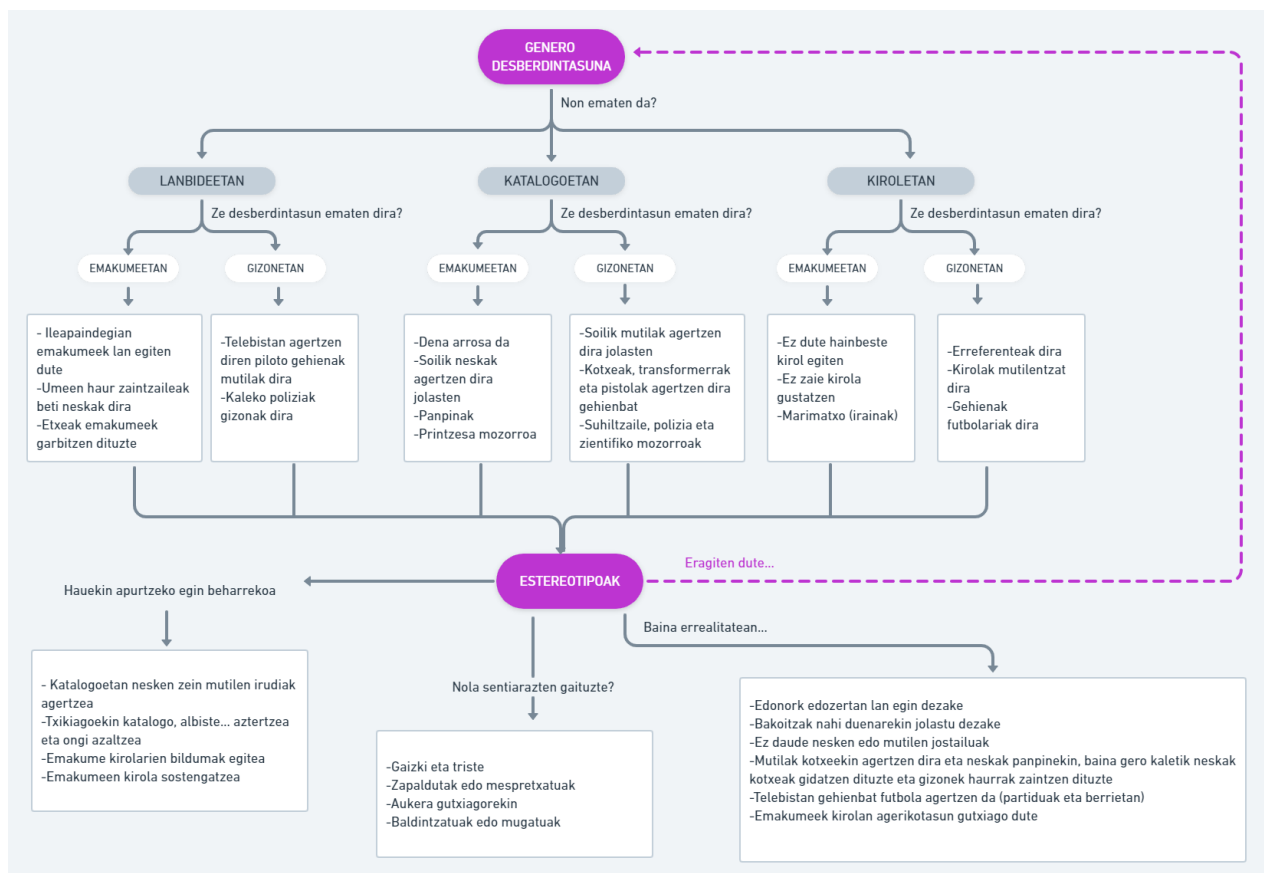 GENERO
DESBERDINTASUNA
Non ematen da?
LANBIDEETAN
KATALOGOETAN
KIROLETAN
Ze desberdintasun ematen dira?
Ze desberdintasun ematen dira?
Ze desberdintasun ematen dira?
EMAKUMEETAN
GIZONETAN
EMAKUMEETAN
GIZONETAN
EMAKUMEETAN
GIZONETAN
- Ileapaindegian
emakumeek lan egiten
dute
-Umeen haur zaintzaileak
beti neskak dira
-Etxeak emakumeek
garbitzen dituzte
-Telebistan agertzen
diren piloto gehienak
mutilak dira
-Kaleko poliziak
gizonak dira
-Dena arrosa da
-Soilik neskak
agertzen dira
jolasten
-Panpinak
-Printzesa mozorroa
-Soilik mutilak agertzen
dira jolasten
-Kotxeak, transformerrak
eta pistolak agertzen dira
gehienbat
-Suhiltzaile, polizia eta
zientifiko mozorroak
-Ez dute hainbeste
kirol egiten
-Ez zaie kirola
gustatzen
-Marimatxo (irainak)
-Erreferenteak dira
-Kirolak mutilentzat
dira
-Gehienak
futbolariak dira
ESTEREOTIPOAK
Eragiten dute...
Hauekin apurtzeko egin beharrekoa
Baina errealitatean...
Nola sentiarazten gaituzte?
- Katalogoetan nesken zein mutilen irudiak
agertzea
-Txikiagoekin katalogo, albiste... aztertzea
eta ongi azaltzea
-Emakume kirolarien bildumak egitea
-Emakumeen kirola sostengatzea
-Gaizki eta triste
-Zapaldutak edo mespretxatuak
-Aukera gutxiagorekin
-Baldintzatuak edo mugatuak
-Edonork edozertan lan egin dezake
-Bakoitzak nahi duenarekin jolastu dezake
-Ez daude nesken edo mutilen jostailuak
-Mutilak kotxeekin agertzen dira eta neskak panpinekin, baina gero kaletik neskak
kotxeak gidatzen dituzte eta gizonek haurrak zaintzen dituzte
-Telebistan gehienbat futbola agertzen da (partiduak eta berrietan)
-Emakumeek kirolan agerikotasun gutxiago dute